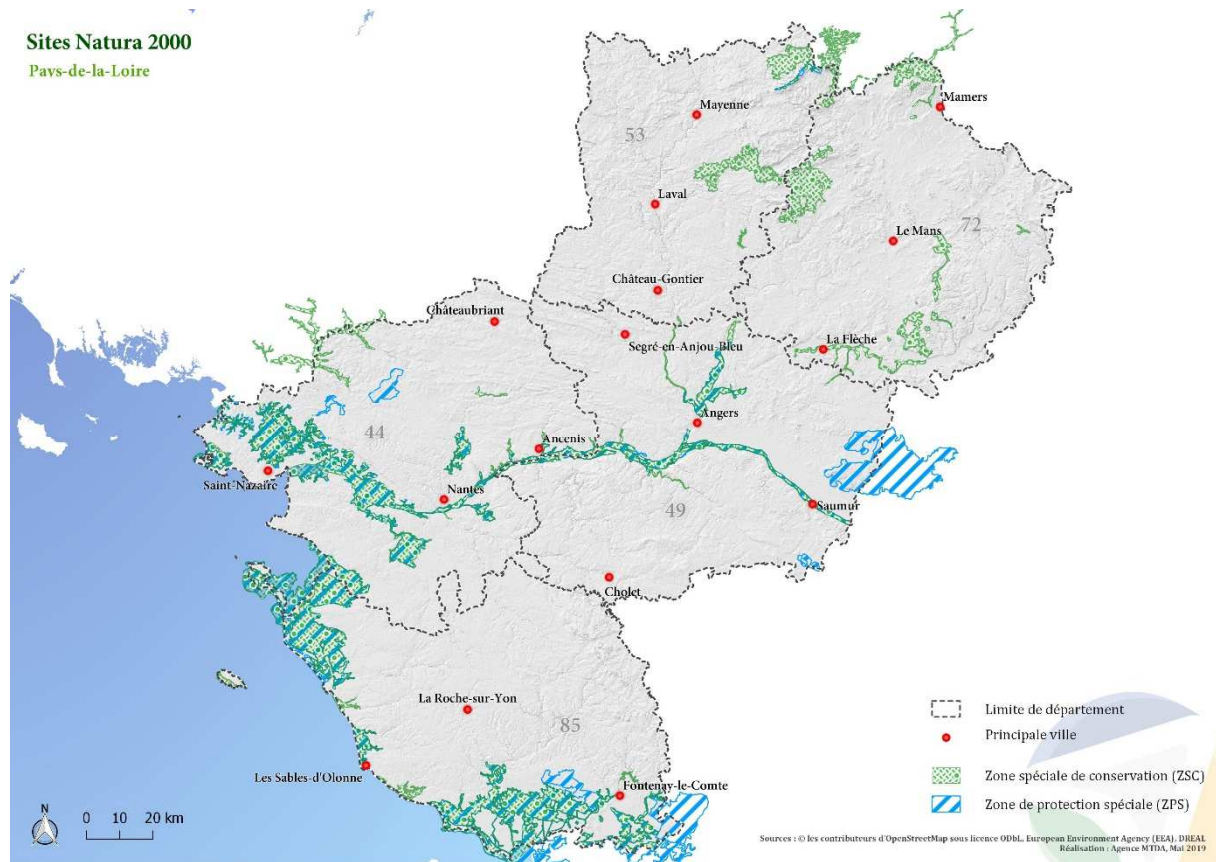 Sites Natura 2000
Pays-de-la-Loire
Mamers
Mayenne
53
Laval
Le Mans
72
Château-Gontier
Châteaubriant
Segré-en-Anjou-Bleu
La Flèche
Angers
44
Ancenis
Saint-Nazaire
Nantes
Saumur
49
Cholet
La Roche-sur-Yon
85
Les Sables-d'Olonne
Fontenay-le-Comte
Limite de département
Principale ville
Zone spéciale de conservation (ZSC)
Zone de protection spéciale (ZPS)
N
0 10 20 km
Sources : © les contributeurs d'OpenStreetMap sous licence ODbL, European Environment Agency (EEA), DREAL
Réalisation : Agence MTDA, Mai 2019